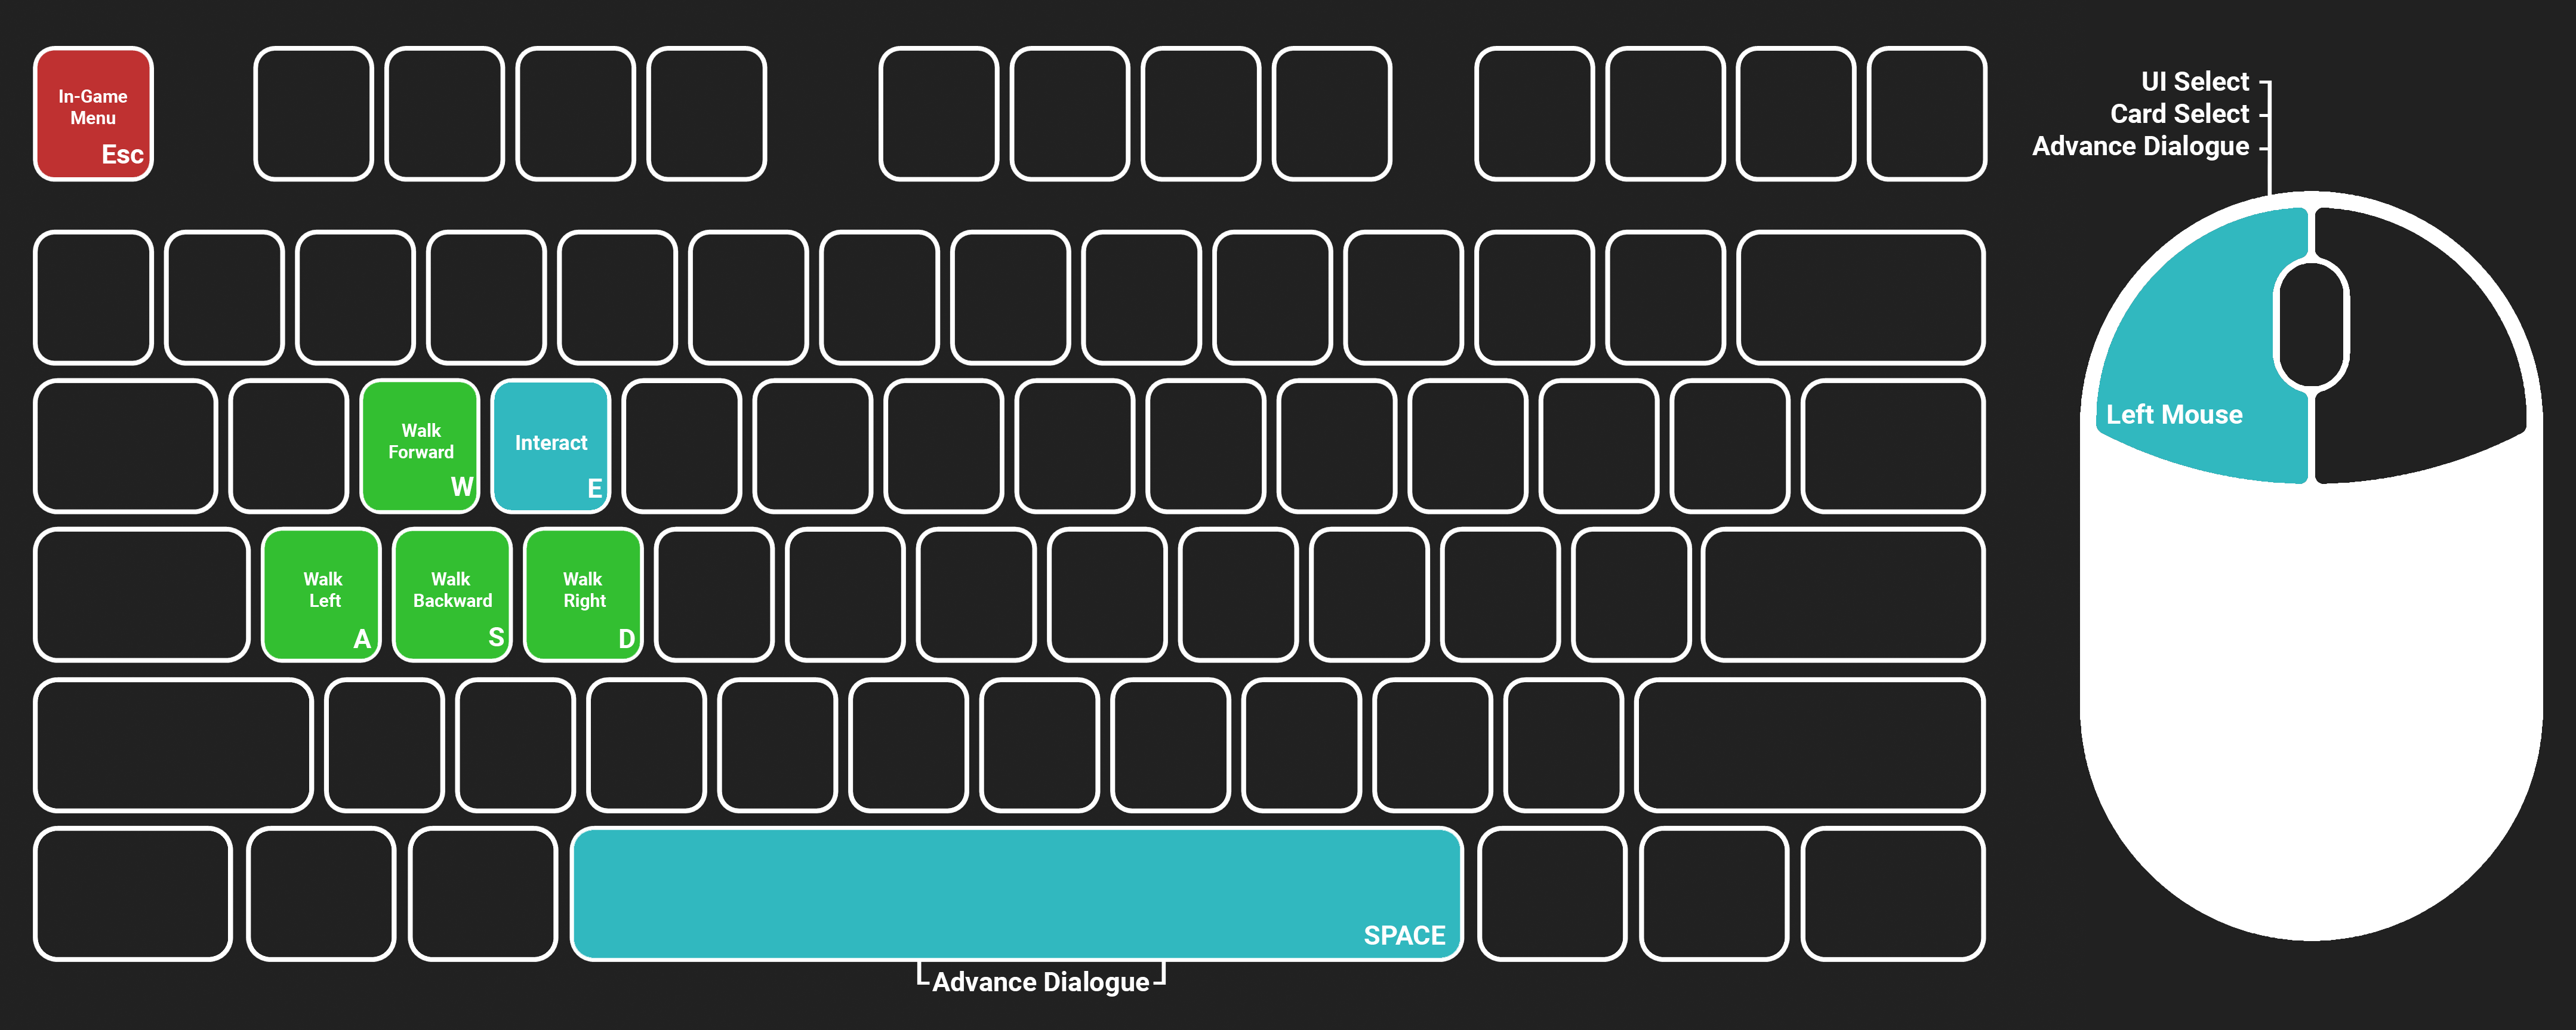 In-Game
Menu
Esc
UI Select
Card Select
Advance Dialogue
Left Mouse
Walk
Forward
W
Interact
E
Walk
Left
A
Walk
Backward
S
Walk
Right
D
SPACE
Advance Dialogue